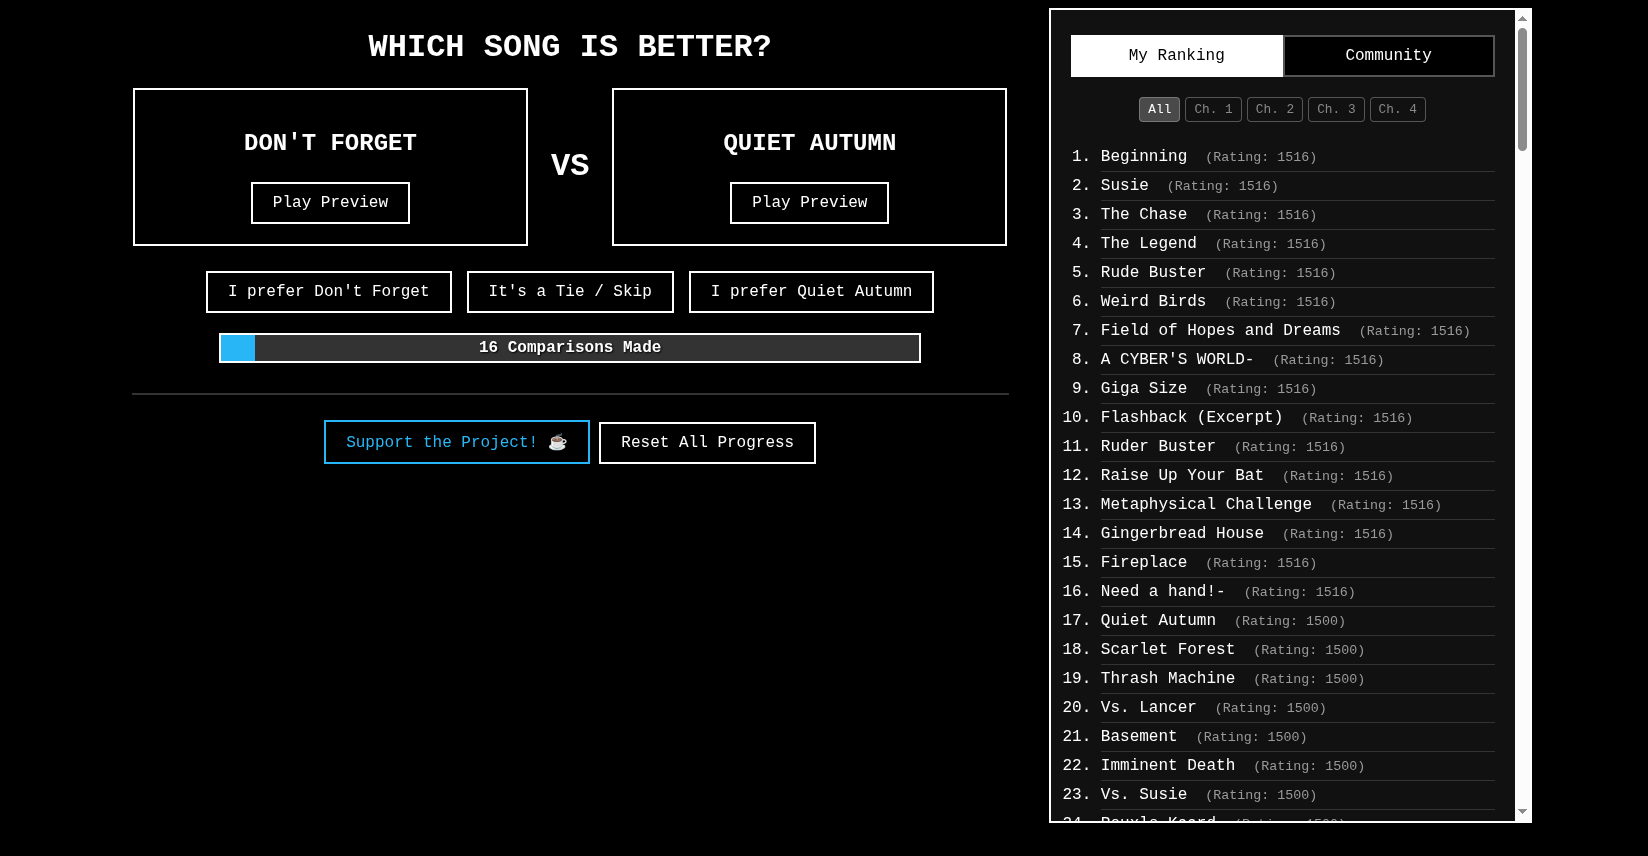 WHICH SONG IS BETTER?
DON'T FORGET
Play Preview
VS
QUIET AUTUMN
Play Preview
I prefer Don't Forget
It's a Tie / Skip
I prefer Quiet Autumn
16 Comparisons Made
Support the Project! ☕
Reset All Progress
My Ranking
Community
All
Ch. 1
Ch. 2
Ch. 3
Ch. 4
1. Beginning (Rating: 1516)
2. Susie (Rating: 1516)
3. The Chase (Rating: 1516)
4. The Legend (Rating: 1516)
5. Rude Buster (Rating: 1516)
6. Weird Birds (Rating: 1516)
7. Field of Hopes and Dreams (Rating: 1516)
8. A CYBER'S WORLD- (Rating: 1516)
9. Giga Size (Rating: 1516)
10. Flashback (Excerpt) (Rating: 1516)
11. Ruder Buster (Rating: 1516)
12. Raise Up Your Bat (Rating: 1516)
13. Metaphysical Challenge (Rating: 1516)
14. Gingerbread House (Rating: 1516)
15. Fireplace (Rating: 1516)
16. Need a hand!- (Rating: 1516)
17. Quiet Autumn (Rating: 1500)
18. Scarlet Forest (Rating: 1500)
19. Thrash Machine (Rating: 1500)
20. Vs. Lancer (Rating: 1500)
21. Basement (Rating: 1500)
22. Imminent Death (Rating: 1500)
23. Vs. Susie (Rating: 1500)